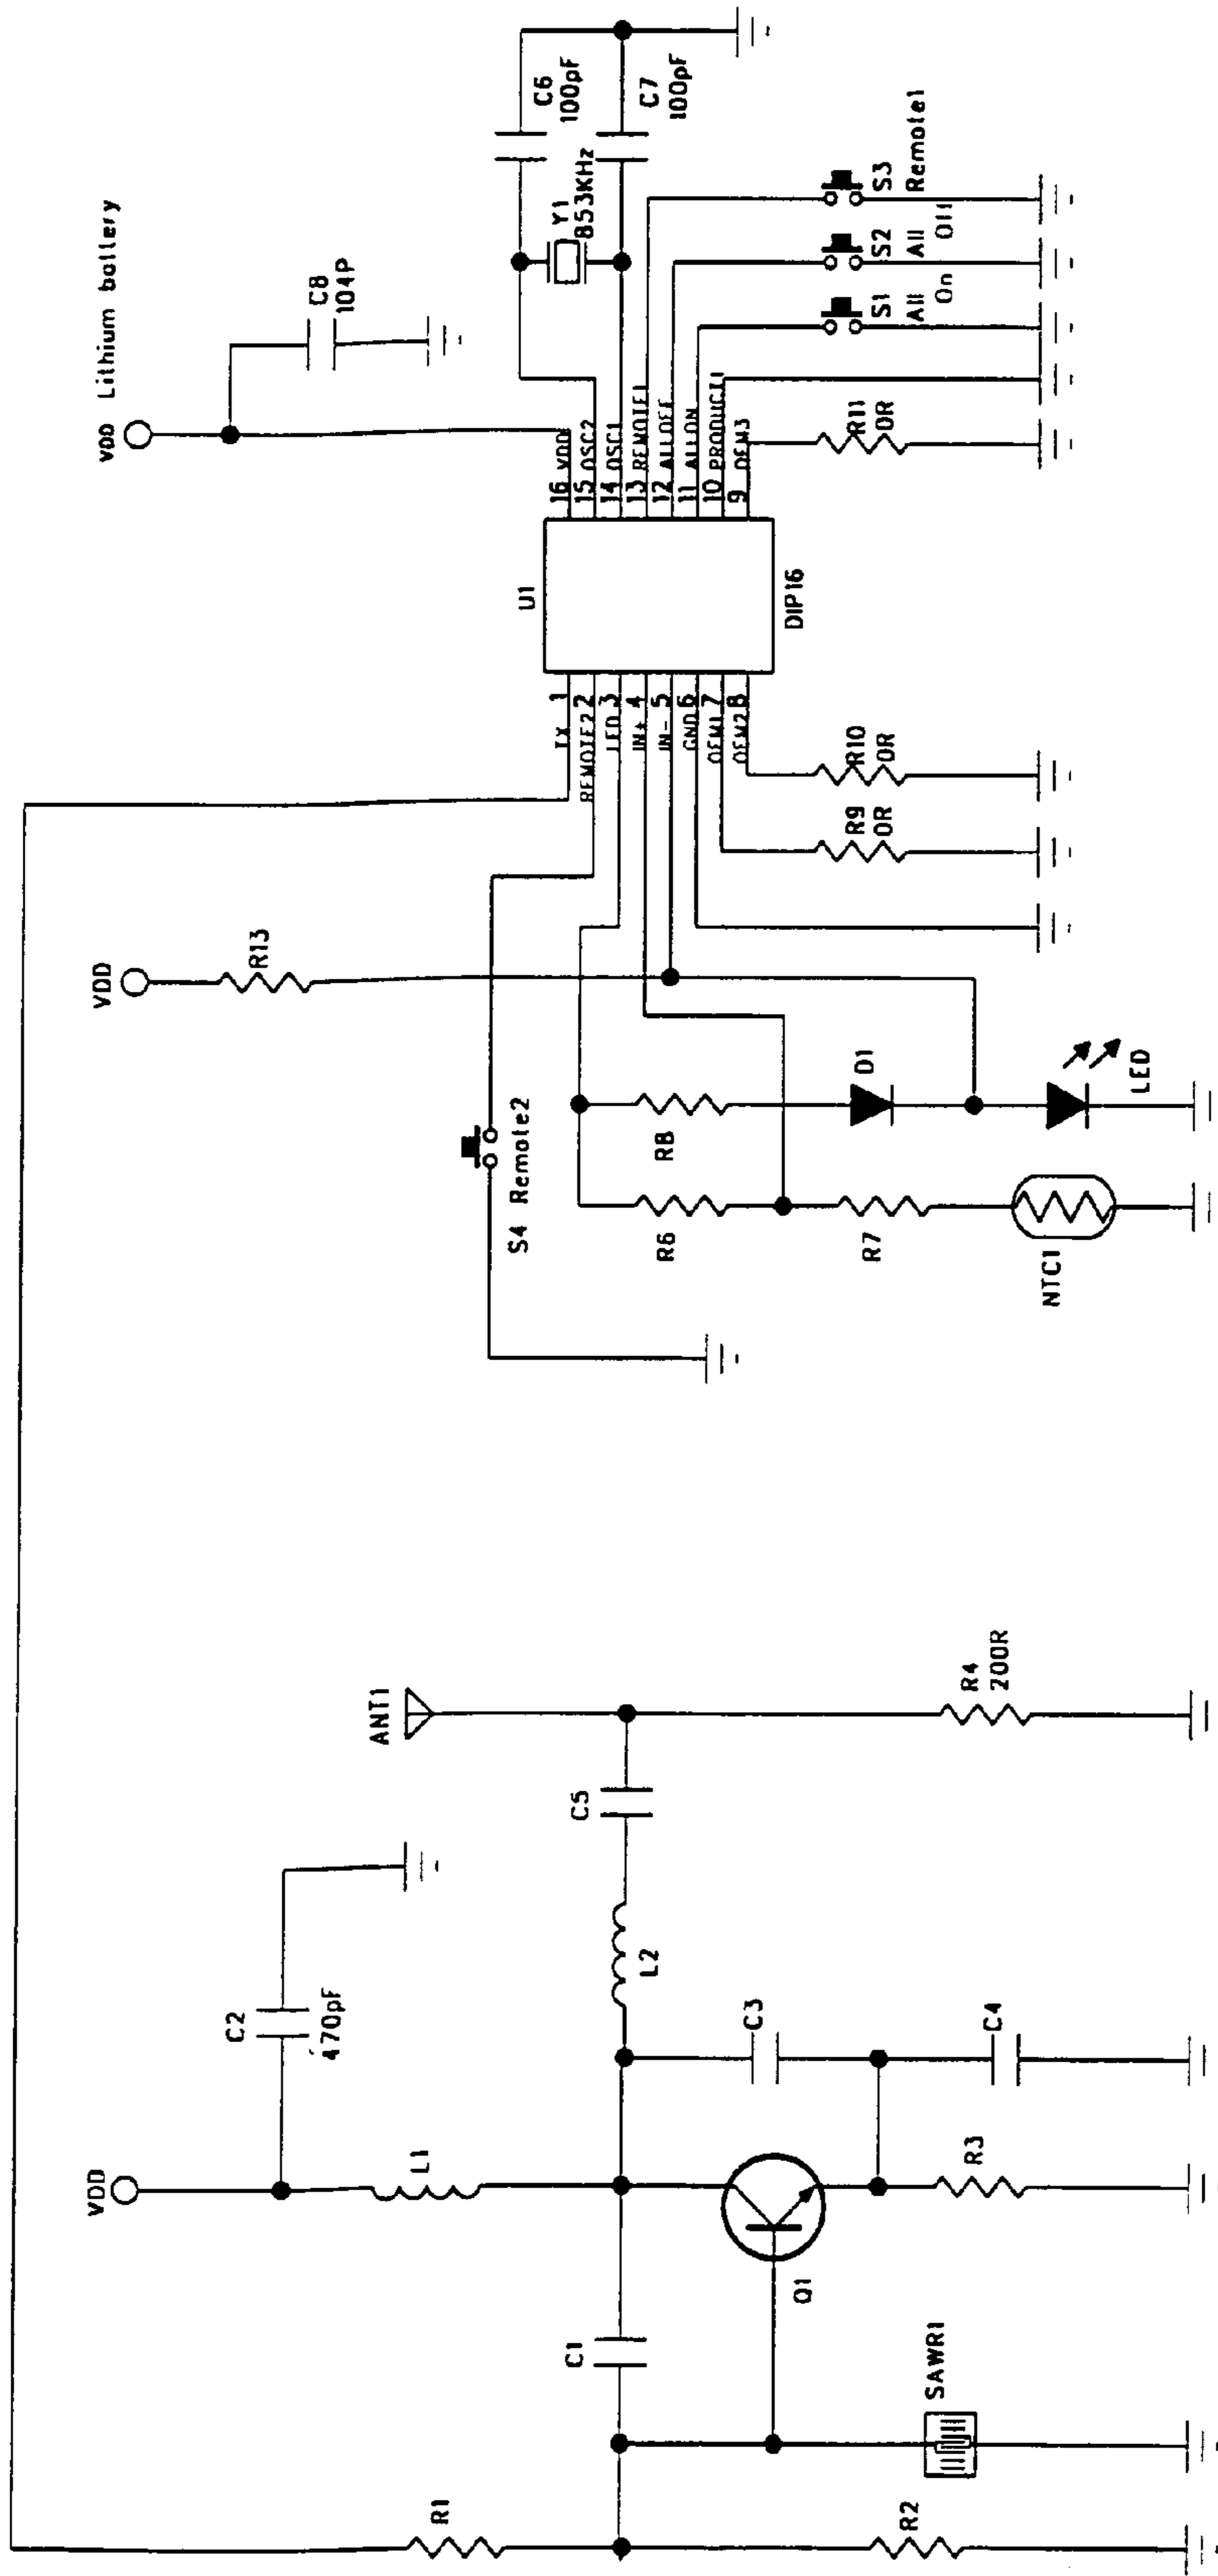 VDD Lithium battery
C8
104P
C6
100pF
Y1
853KHz
C7
100pF
VDD
R13
U1
DIP16
16 VDD
15 OSC2
14 OSC1
13 REMOTE1
12 ALLOFF
11 ALLON
10 PRODUCT1
9 OEM3
TX 1
REMOTE2 2
LED 3
IN+ 4
IN- 5
GND 6
OEM1 7
OEM2 8
S3
Remote1
S2
All
Off
S1
All
On
R11
0R
R10
0R
R9
0R
S4 Remote2
R8
D1
LED
R6
R7
NTC1
ANT1
C5
R4
200R
L2
C2
470pF
VDD
L1
C3
C4
R3
Q1
C1
SAWR1
R1
R2